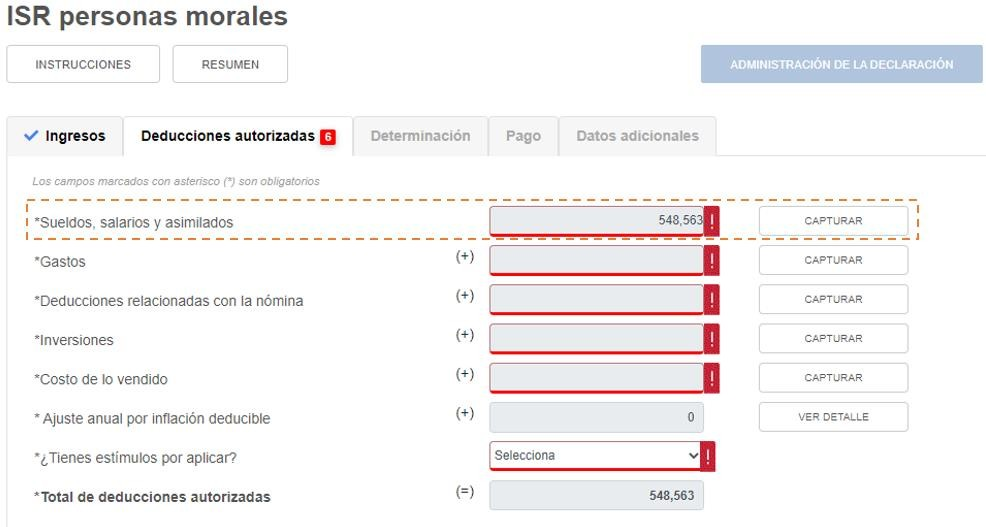 ISR personas morales
INSTRUCCIONES RESUMEN ADMINISTRACIÓN DE LA DECLARACIÓN
Ingresos Deducciones autorizadas 6 Determinación Pago Datos adicionales
Los campos marcados con asterisco (*) son obligatorios
*Sueldos, salarios y asimilados 548,563 ! CAPTURAR
*Gastos (+) ! CAPTURAR
*Deducciones relacionadas con la nómina (+) ! CAPTURAR
*Inversiones (+) ! CAPTURAR
*Costo de lo vendido (+) ! CAPTURAR
* Ajuste anual por inflación deducible (+) 0 VER DETALLE
*¿Tienes estímulos por aplicar? Selecciona !
*Total de deducciones autorizadas (=) 548,563